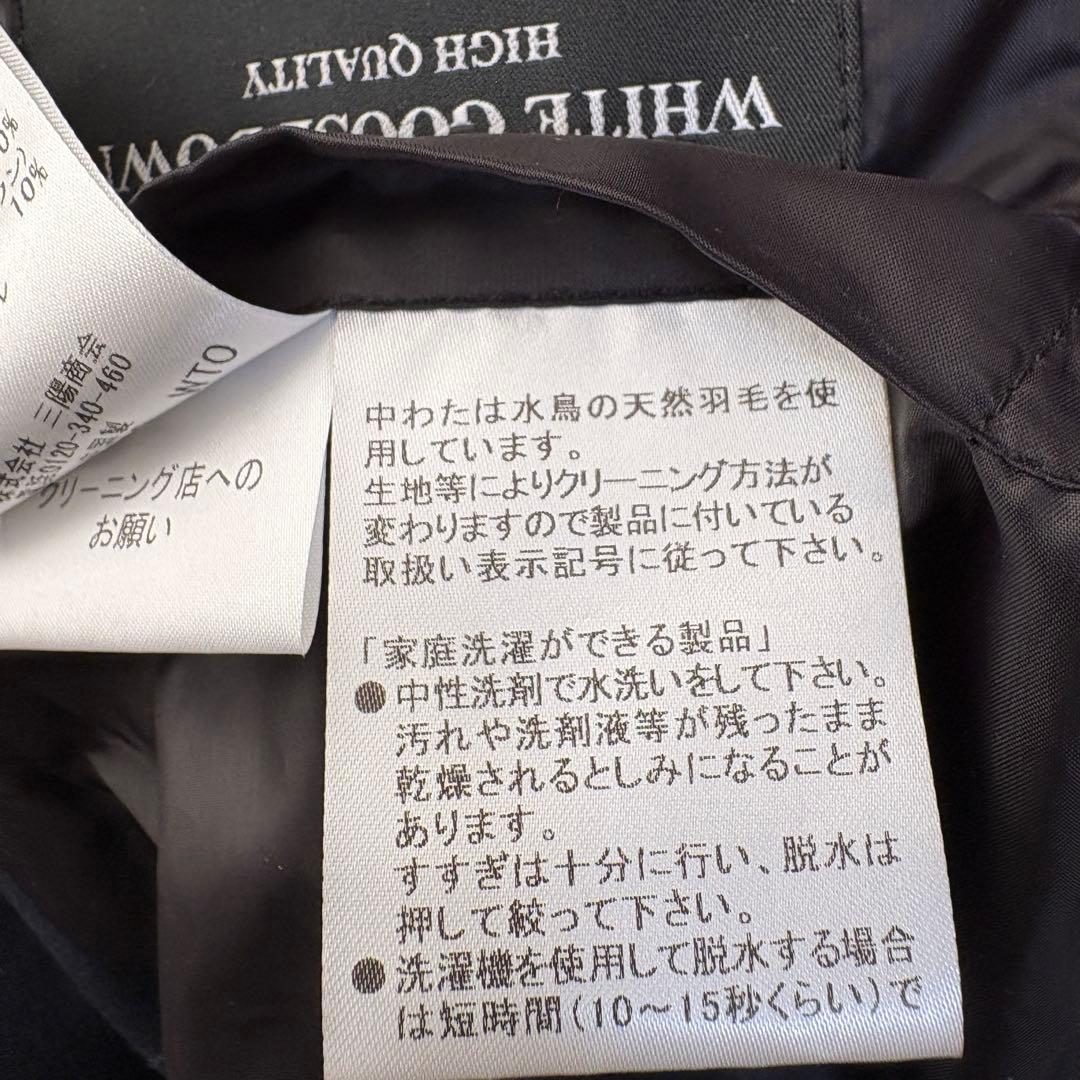 WHITE GOOSE DOWN
HIGH QUALITY
10%
三陽商会
0120-340-460
WTO
クリーニング店への
お願い
中わたは水鳥の天然羽毛を使
用しています。
生地等によりクリーニング方法が
変わりますので製品に付いている
取扱い表示記号に従って下さい。
「家庭洗濯ができる製品」
●中性洗剤で水洗いをして下さい。
汚れや洗剤液等が残ったまま
乾燥されるとしみになることが
あります。
すすぎは十分に行い、脱水は
押して絞って下さい。
●洗濯機を使用して脱水する場合
は短時間(10～15秒くらい)で